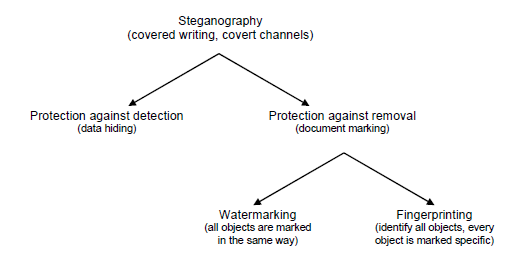 Steganography
(covered writing, covert channels)
Protection against detection
(data hiding)
Protection against removal
(document marking)
Watermarking
(all objects are marked
in the same way)
Fingerprinting
(identify all objects, every
object is marked specific)